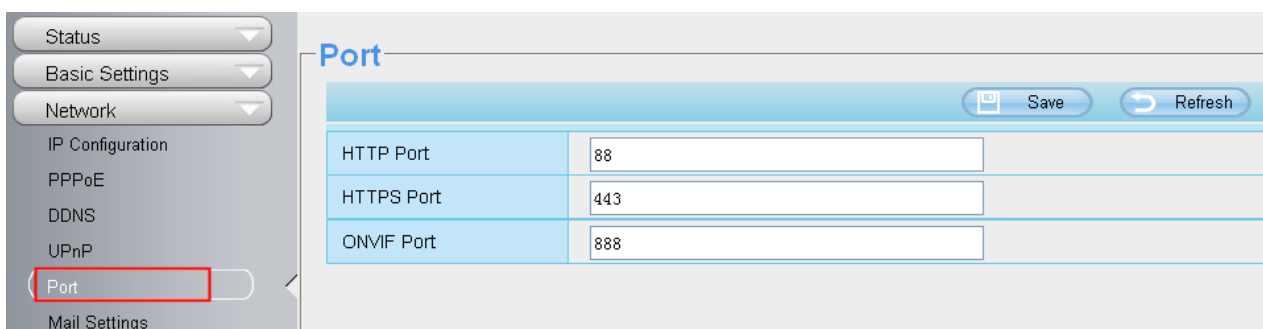 Status
Basic Settings
Network
IP Configuration
PPPoE
DDNS
UPnP
Port
Mail Settings
Port
Save Refresh
HTTP Port 88
HTTPS Port 443
ONVIF Port 888